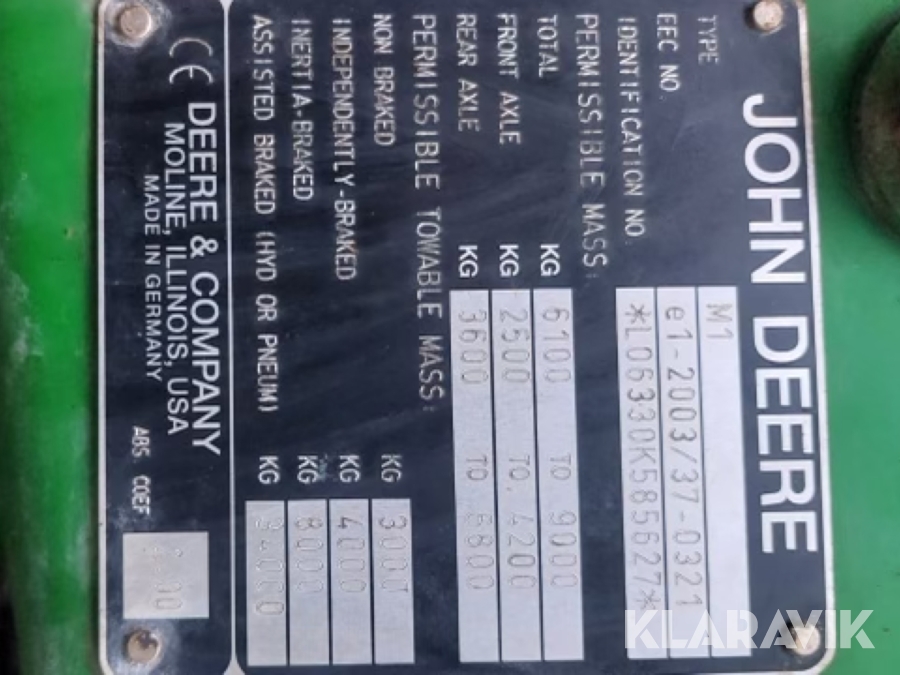 JOHN DEERE
TYPE M1
EEC NO. e1-2003/37-0321
IDENTIFICATION NO. *L06330K585627*
PERMISSIBLE MASS:
TOTAL KG 6100 TO 9000
FRONT AXLE KG 2500 TO 4200
REAR AXLE KG 3600 TO 5800
PERMISSIBLE TOWABLE MASS:
NON BRAKED KG 3000
INDEPENDENTLY-BRAKED KG 4000
INERTIA-BRAKED KG 8000
ASSISTED BRAKED (HYD OR PNEUM) KG 34000
CE DEERE & COMPANY
MOLINE, ILLINOIS, USA
MADE IN GERMANY
ABS. COEF
KLARAVIK